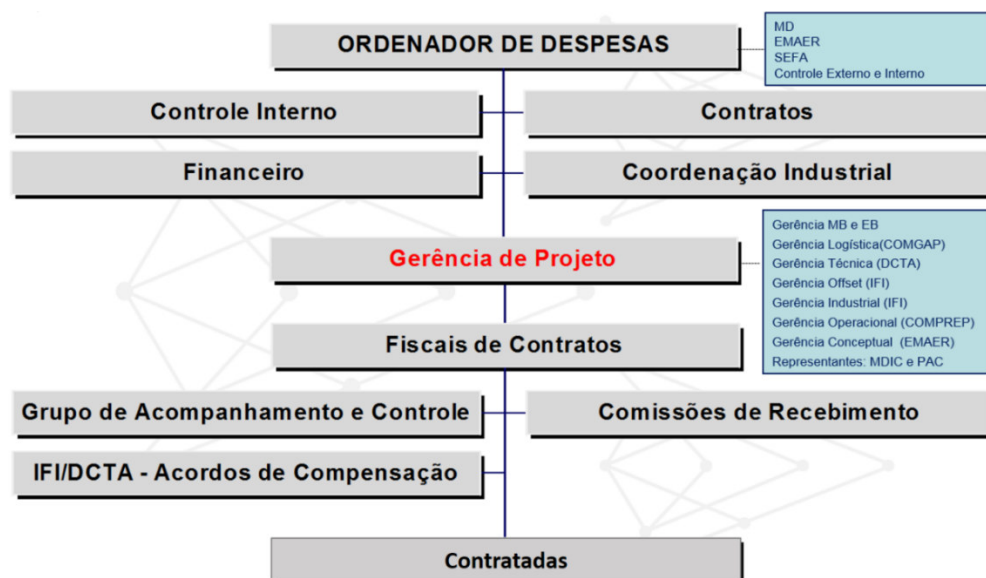 ORDENADOR DE DESPESAS
MD
EMAER
SEFA
Controle Externo e Interno
Controle Interno
Contratos
Financeiro
Coordenação Industrial
Gerência de Projeto
Gerência MB e EB
Gerência Logística(COMGAP)
Gerência Técnica (DCTA)
Gerência Offset (IFI)
Gerência Industrial (IFI)
Gerência Operacional (COMPREP)
Gerência Conceptual (EMAER)
Representantes: MDIC e PAC
Fiscais de Contratos
Grupo de Acompanhamento e Controle
Comissões de Recebimento
IFI/DCTA - Acordos de Compensação
Contratadas